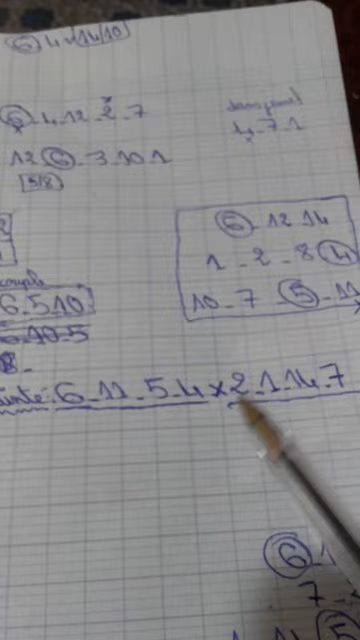 6 4 x 14/10
6 - 4 - 12 - 2 - 7
4 - 7 - 1
12 6 - 3 - 10 - 1
5/8
6 - 12 - 14
1 - 2 - 8 4
10 - 7 - 5 - 11
couple
6 - 5 - 10
6 - 10 - 5
8 -
6 - 11 - 5 - 4 x 2 - 1 - 14 - 7
6
7